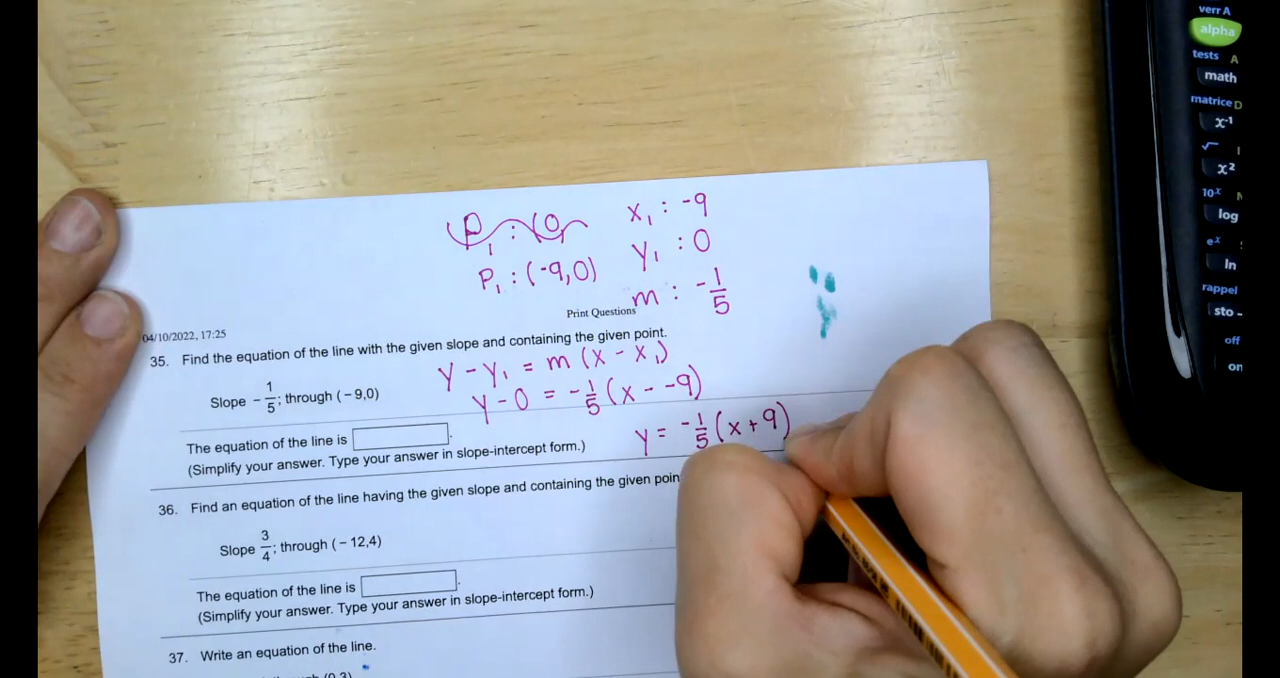 P₁ : (-9,0)
x₁ : -9
y₁ : 0
m : -1/5
Print Questions
04/10/2022, 17:25
35. Find the equation of the line with the given slope and containing the given point.
y - y₁ = m (x - x₁)
Slope - 1/5; through (-9,0)
y - 0 = -1/5 (x - -9)
The equation of the line is .
y = -1/5 (x + 9)
(Simplify your answer. Type your answer in slope-intercept form.)
36. Find an equation of the line having the given slope and containing the given poin
Slope 3/4; through (-12,4)
The equation of the line is .
(Simplify your answer. Type your answer in slope-intercept form.)
37. Write an equation of the line.
verr A
alpha
tests A
math
matrice D
x-1
√
x²
10ˣ
log
eˣ
ln
rappel
sto
off
on